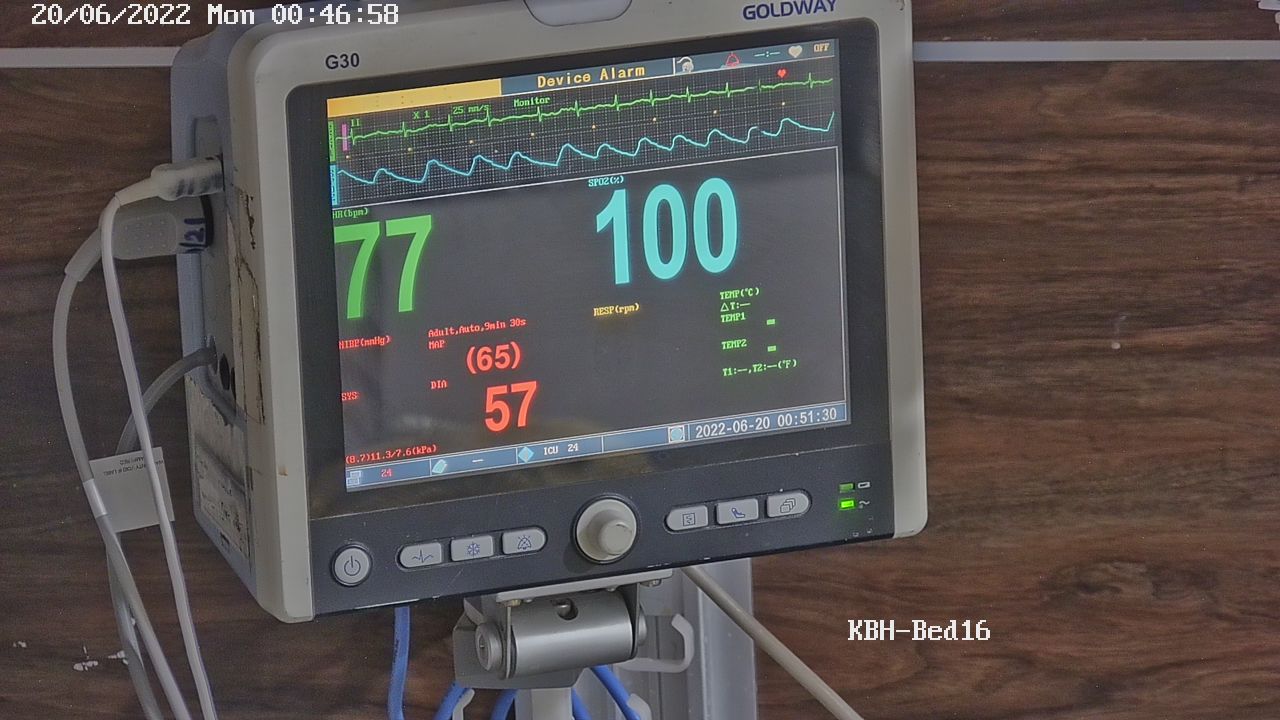 20/06/2022 Mon 00:46:58
GOLDWAY
G30
Device Alarm
--:-- OFF
II X 1 25 mm/s Monitor
HR(bpm)
SPO2(%)
77
100
NIBP(mmHg)
Adult,Auto,9min 30s
MAP
(65)
RESP(rpm)
TEMP(°C)
△T:--
TEMP1
TEMP2
T1:--,T2:--(°F)
SYS
DIA
57
(8.7)11.3/7.6(kPa)
24
ICU 24
2022-06-20 00:51:30
KBH-Bed16